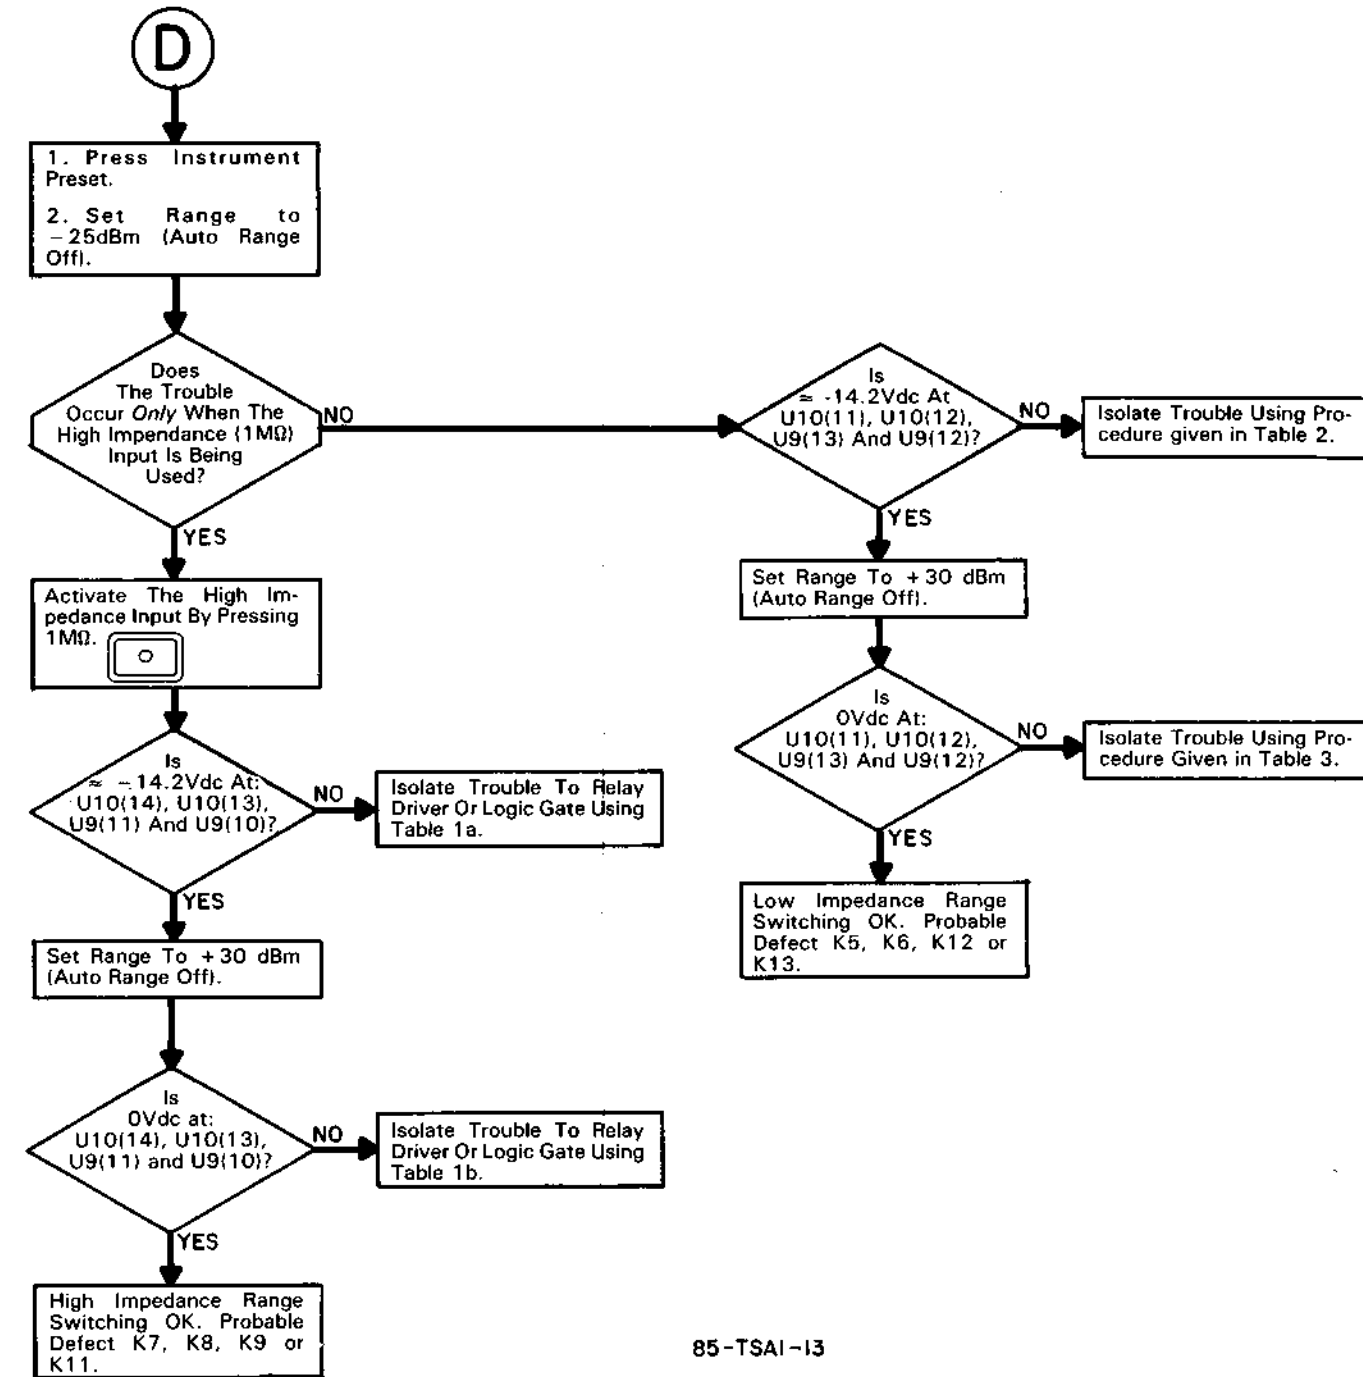 D
1. Press Instrument
Preset.
2. Set Range to
−25dBm (Auto Range
Off).
Does
The Trouble
Occur Only When The
High Impendance (1MΩ)
Input Is Being
Used?
NO
YES
Activate The High Im-
pedance Input By Pressing
1MΩ.
Is
≈ −14.2Vdc At:
U10(14), U10(13),
U9(11) And U9(10)?
NO
Isolate Trouble To Relay
Driver Or Logic Gate Using
Table 1a.
YES
Set Range To +30 dBm
(Auto Range Off).
Is
0Vdc at:
U10(14), U10(13),
U9(11) and U9(10)?
NO
Isolate Trouble To Relay
Driver Or Logic Gate Using
Table 1b.
YES
High Impedance Range
Switching OK. Probable
Defect K7, K8, K9 or
K11.
Is
≈ -14.2Vdc At
U10(11), U10(12),
U9(13) And U9(12)?
NO
Isolate Trouble Using Pro-
cedure given in Table 2.
YES
Set Range To +30 dBm
(Auto Range Off).
Is
0Vdc At:
U10(11), U10(12),
U9(13) And U9(12)?
NO
Isolate Trouble Using Pro-
cedure Given in Table 3.
YES
Low Impedance Range
Switching OK. Probable
Defect K5, K6, K12 or
K13.
85-TSA1-13